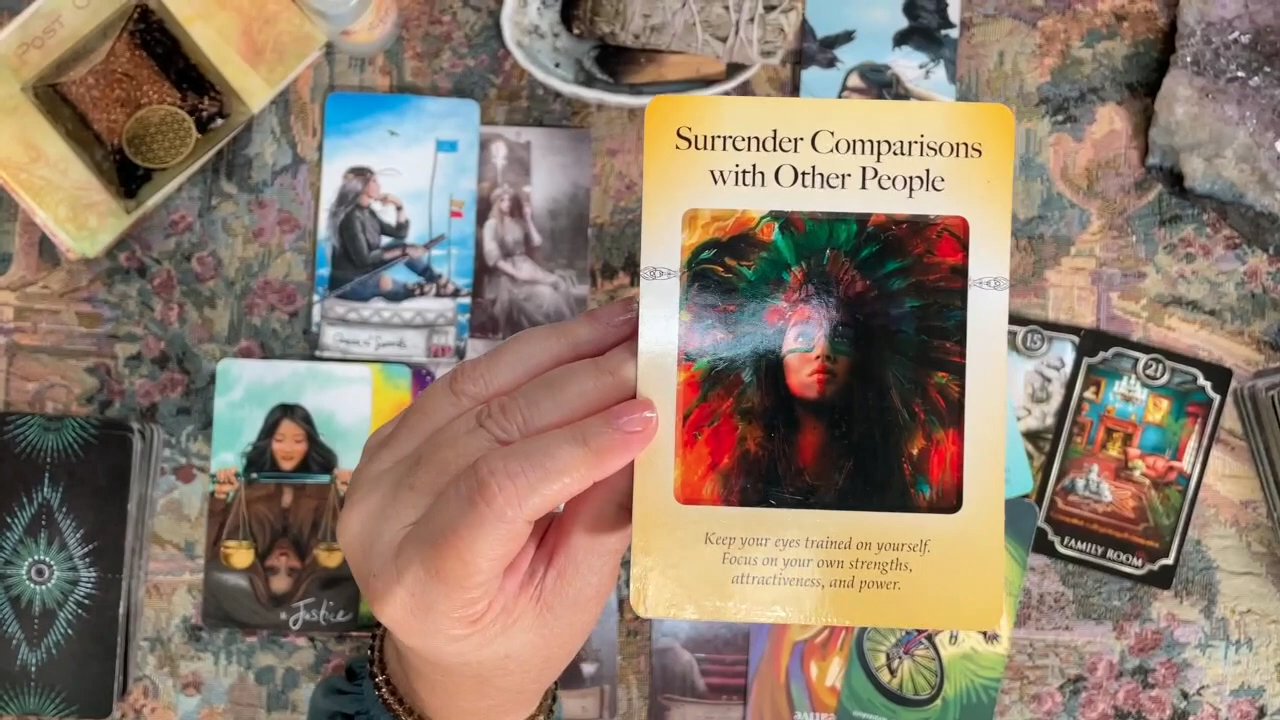 POST
Surrender Comparisons
with Other People
15
21
Keep your eyes trained on yourself.
Focus on your own strengths,
attractiveness, and power.
FAMILY ROOM
Justice